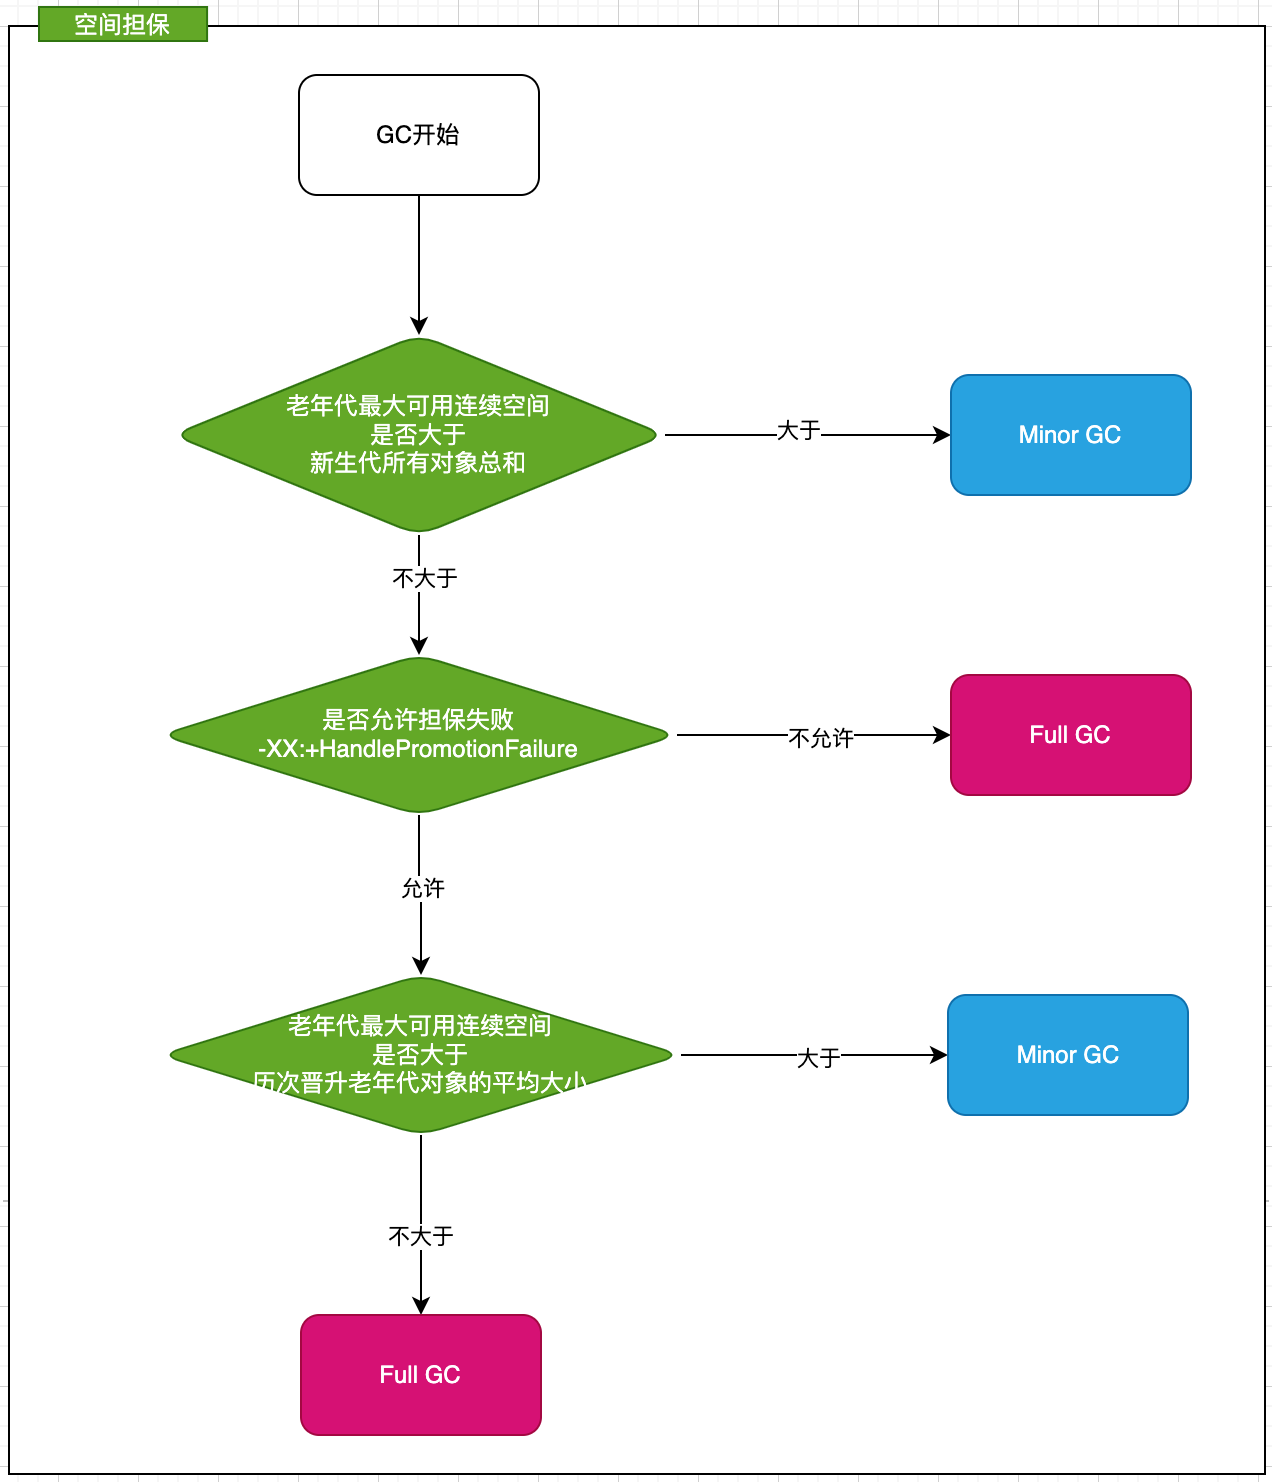 空间担保
GC开始
老年代最大可用连续空间
是否大于
新生代所有对象总和
大于
Minor GC
不大于
是否允许担保失败
-XX:+HandlePromotionFailure
不允许
Full GC
允许
老年代最大可用连续空间
是否大于
历次晋升老年代对象的平均大小
大于
Minor GC
不大于
Full GC